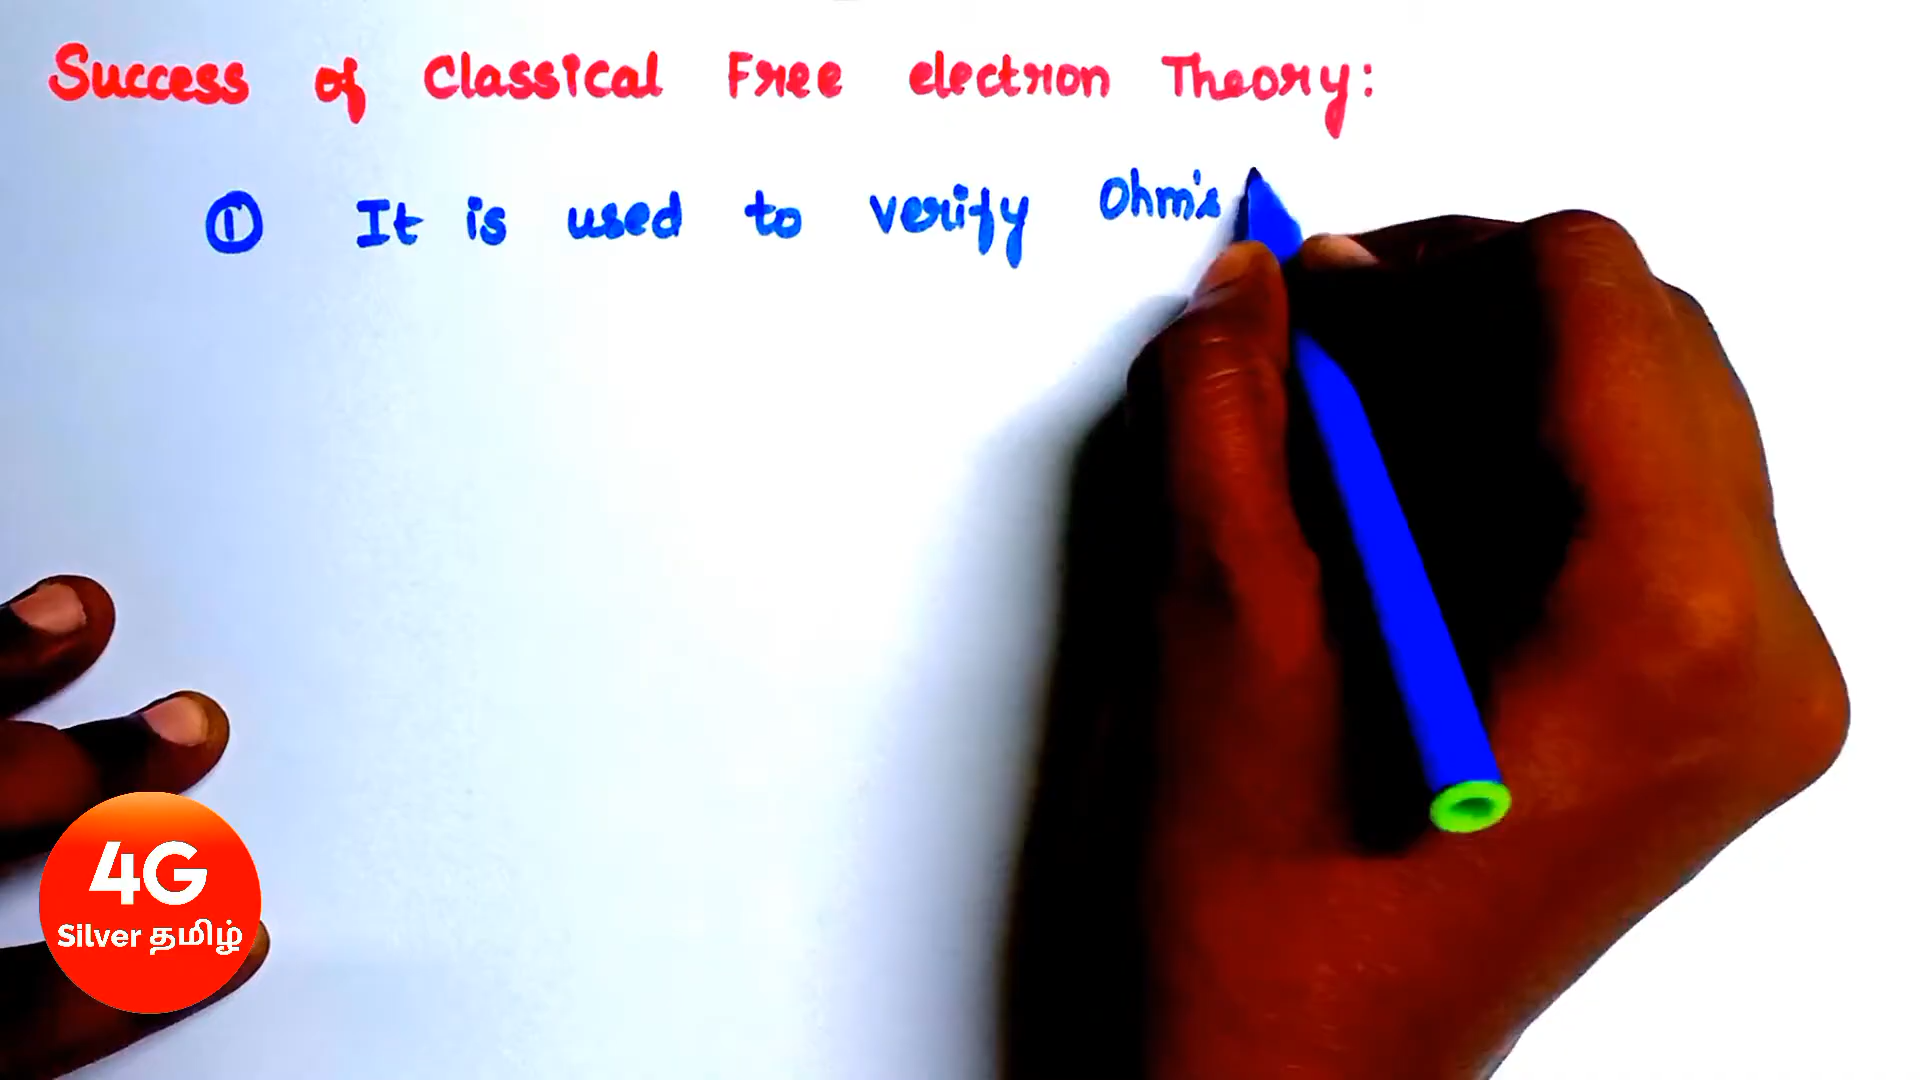 Success of Classical Free electron Theory:
① It is used to verify Ohm's
4G
Silver தமிழ்